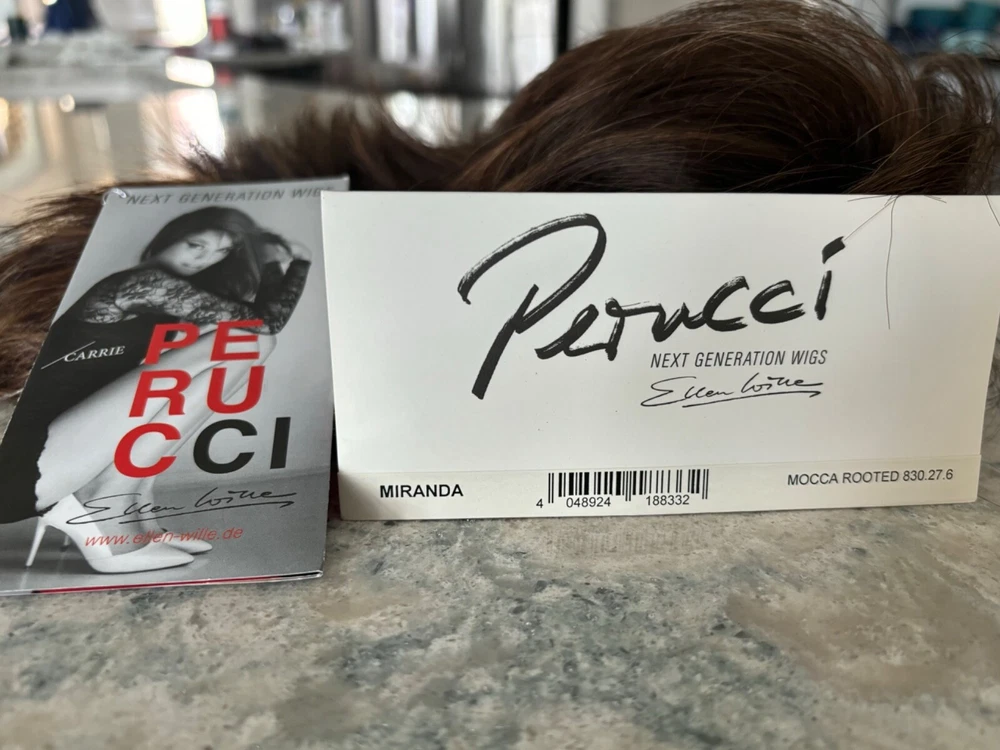 NEXT GENERATION WIG
CARRIE
PE
RU
CCI
Ellen Wille
www.ellen-wille.de
Perucci
NEXT GENERATION WIGS
Ellen Wille
MIRANDA
4 048924 188332
MOCCA ROOTED 830.27.6